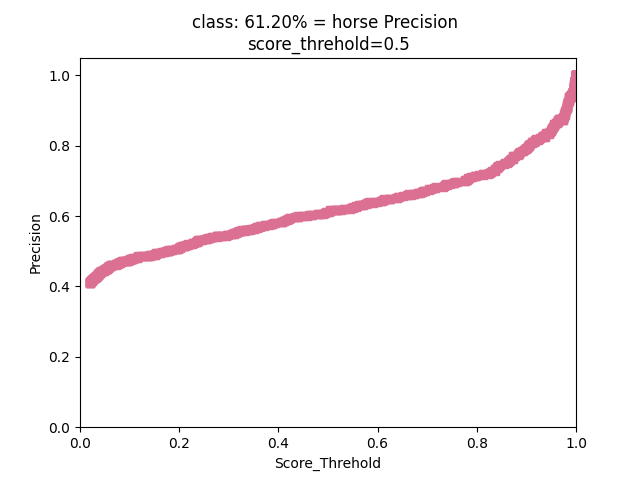 class: 61.20% = horse Precision
score_threhold=0.5
1.0
0.8
0.6
0.4
0.2
0.0
Precision
0.0 0.2 0.4 0.6 0.8 1.0
Score_Threhold